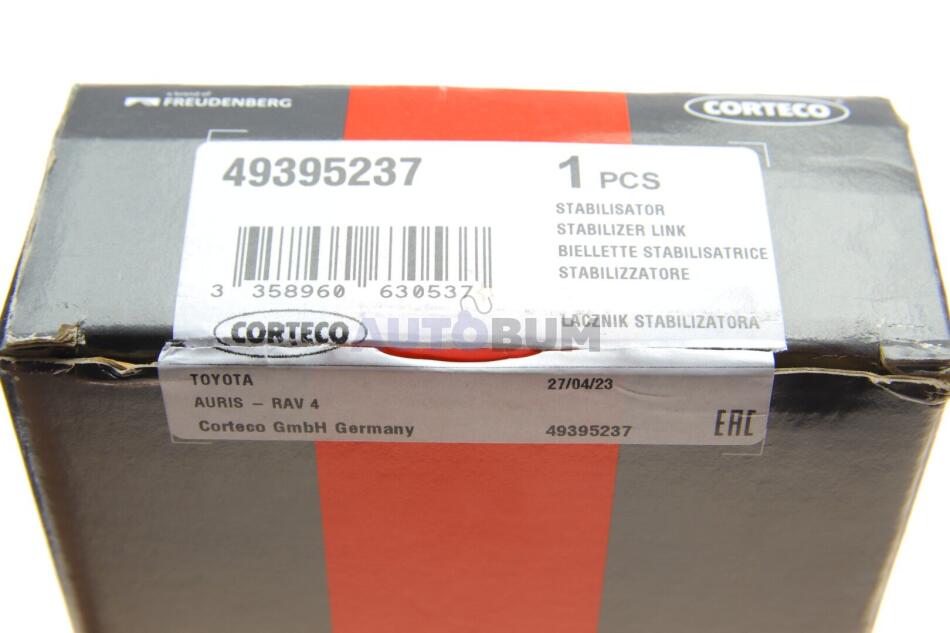 a brand of
FREUDENBERG
CORTECO
49395237
1 PCS
STABILISATOR
STABILIZER LINK
BIELLETTE STABILISATRICE
STABILIZZATORE
3 358960 630537
ŁĄCZNIK STABILIZATORA
CORTECO
AUTOBUM
TOYOTA
27/04/23
AURIS - RAV 4
Corteco GmbH Germany
49395237
EAC